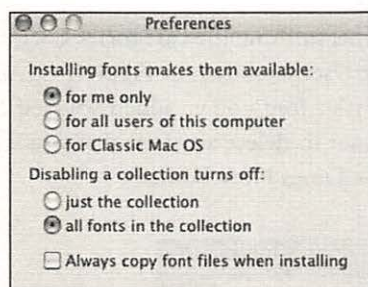 Preferences
Installing fonts makes them available:
for me only
for all users of this computer
for Classic Mac OS
Disabling a collection turns off:
just the collection
all fonts in the collection
Always copy font files when installing